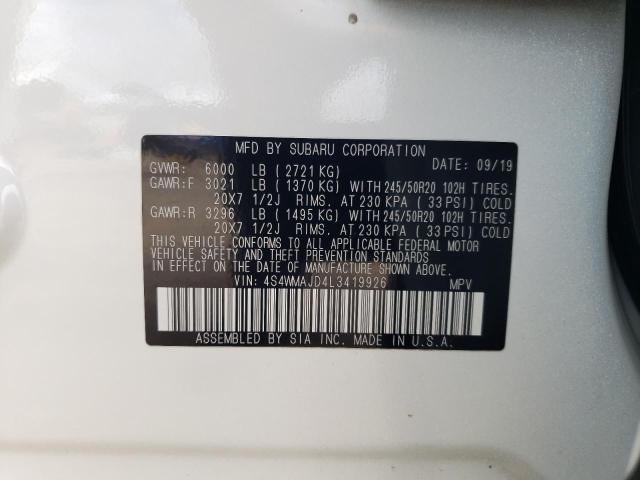 MFD BY SUBARU CORPORATION
GVWR: 6000 LB ( 2721 KG) DATE: 09/19
GAWR:F 3021 LB ( 1370 KG) WITH 245/50R20 102H TIRES,
20X7 1/2J RIMS, AT 230 KPA ( 33 PSI) COLD
GAWR:R 3296 LB ( 1495 KG) WITH 245/50R20 102H TIRES,
20X7 1/2J RIMS, AT 230 KPA ( 33 PSI) COLD
THIS VEHICLE CONFORMS TO ALL APPLICABLE FEDERAL MOTOR
VEHICLE SAFETY AND THEFT PREVENTION STANDARDS
IN EFFECT ON THE DATE OF MANUFACTURE SHOWN ABOVE.
VIN: 4S4WMAJD4L3419926 MPV
ASSEMBLED BY SIA INC. MADE IN U.S.A.